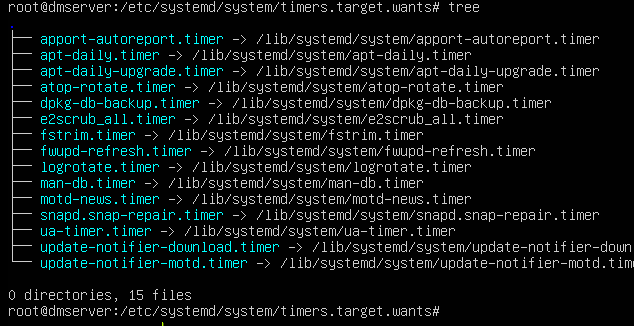 root@dmserver:/etc/systemd/system/timers.target.wants# tree
.
├── apport-autoreport.timer -> /lib/systemd/system/apport-autoreport.timer
├── apt-daily.timer -> /lib/systemd/system/apt-daily.timer
├── apt-daily-upgrade.timer -> /lib/systemd/system/apt-daily-upgrade.timer
├── atop-rotate.timer -> /lib/systemd/system/atop-rotate.timer
├── dpkg-db-backup.timer -> /lib/systemd/system/dpkg-db-backup.timer
├── e2scrub_all.timer -> /lib/systemd/system/e2scrub_all.timer
├── fstrim.timer -> /lib/systemd/system/fstrim.timer
├── fwupd-refresh.timer -> /lib/systemd/system/fwupd-refresh.timer
├── logrotate.timer -> /lib/systemd/system/logrotate.timer
├── man-db.timer -> /lib/systemd/system/man-db.timer
├── motd-news.timer -> /lib/systemd/system/motd-news.timer
├── snapd.snap-repair.timer -> /lib/systemd/system/snapd.snap-repair.timer
├── ua-timer.timer -> /lib/systemd/system/ua-timer.timer
├── update-notifier-download.timer -> /lib/systemd/system/update-notifier-down
└── update-notifier-motd.timer -> /lib/systemd/system/update-notifier-motd.time

0 directories, 15 files
root@dmserver:/etc/systemd/system/timers.target.wants#